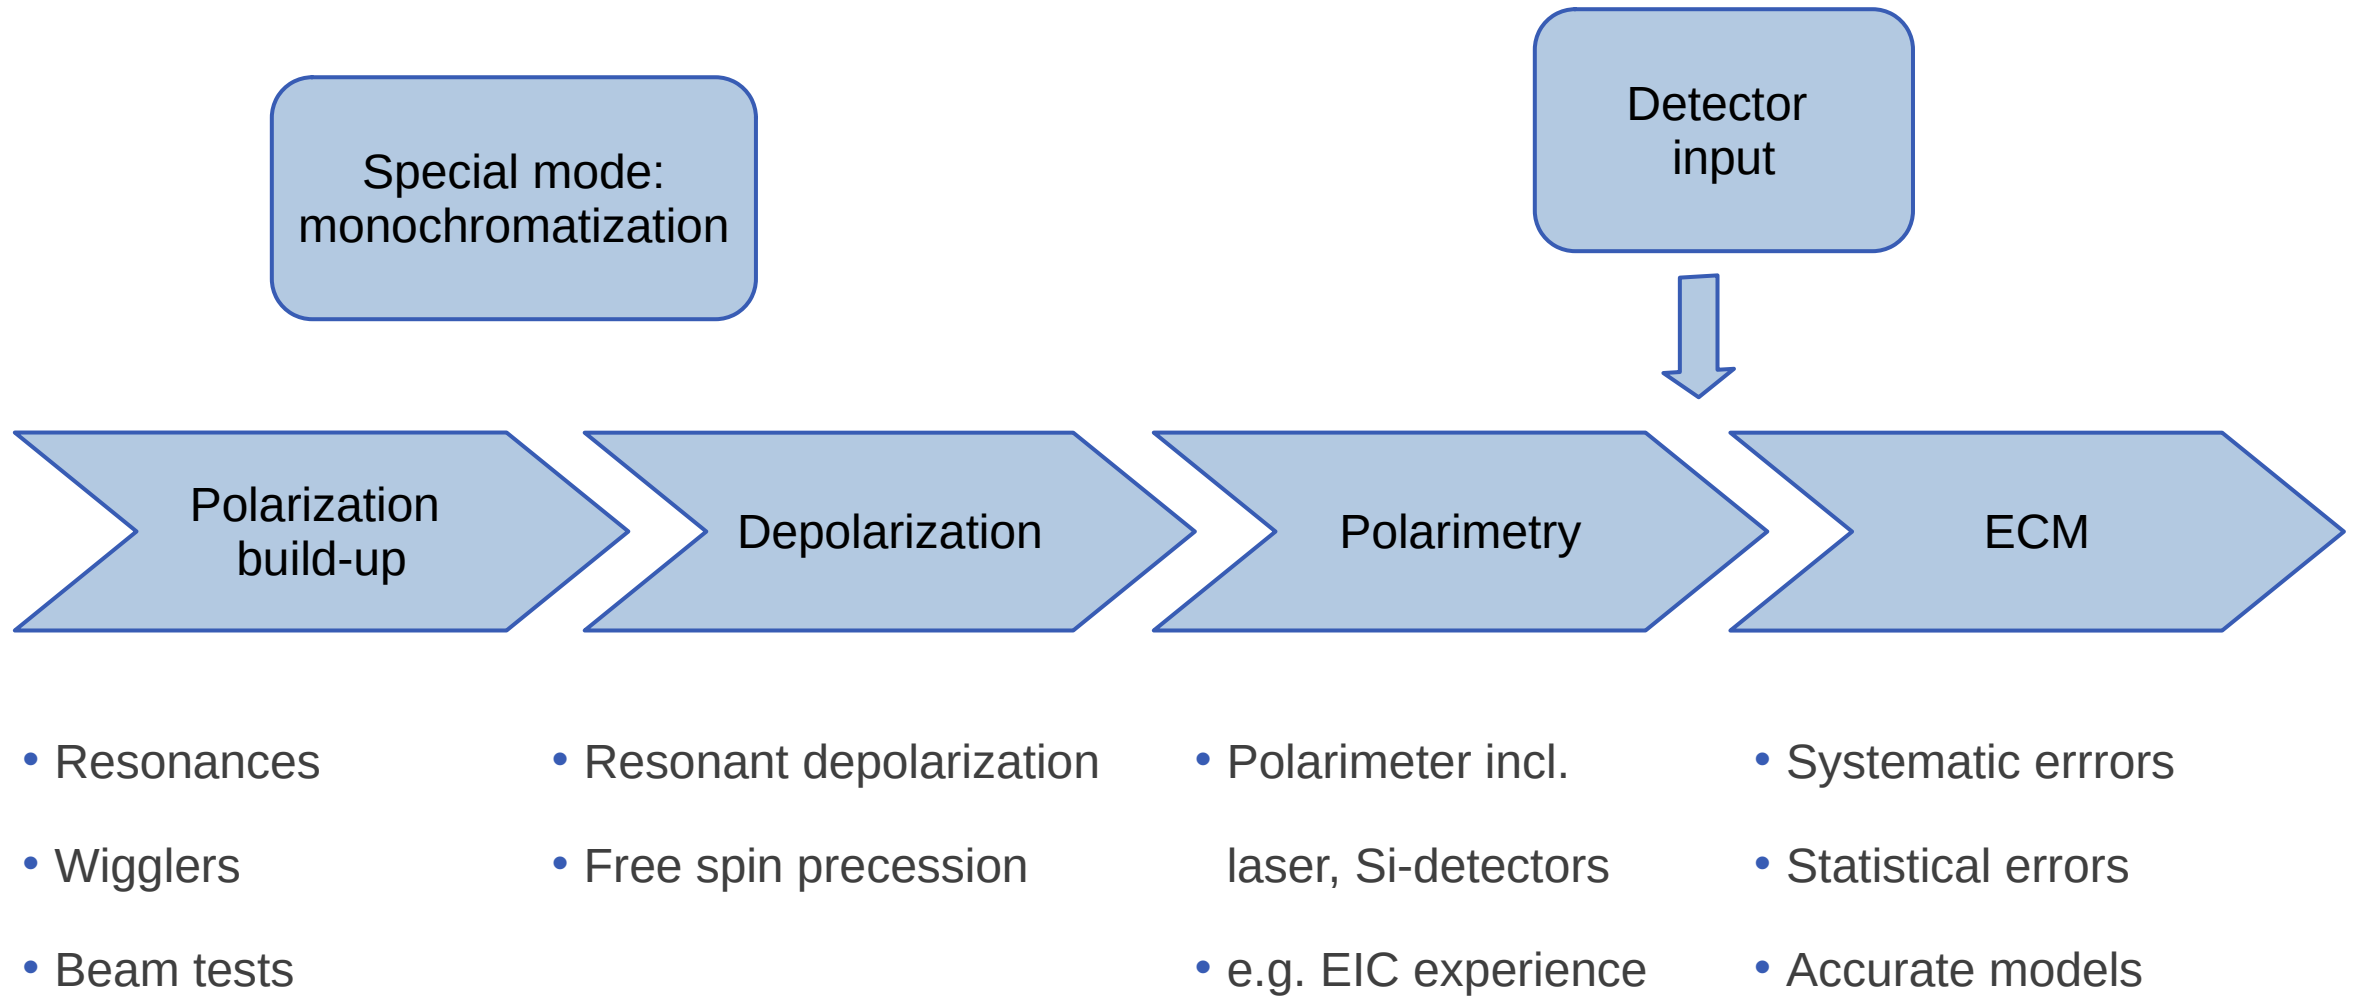 Special mode:
monochromatization
Detector
input
Polarization
build-up
Depolarization
Polarimetry
ECM
• Resonances
• Wigglers
• Beam tests
• Resonant depolarization
• Free spin precession
• Polarimeter incl.
laser, Si-detectors
• e.g. EIC experience
• Systematic errrors
• Statistical errors
• Accurate models